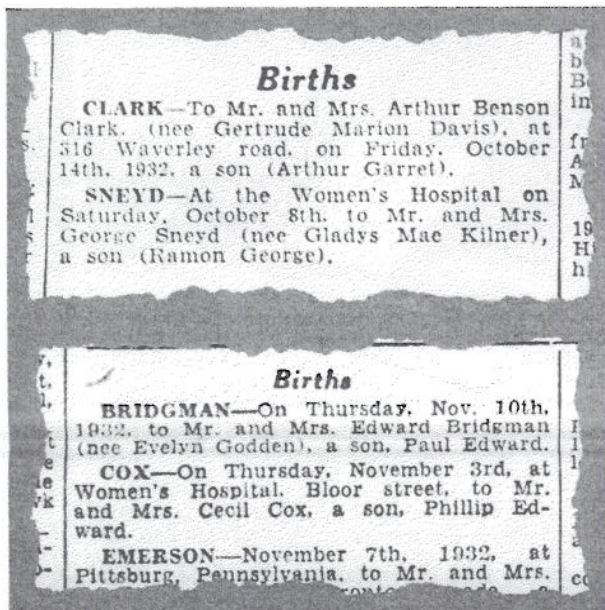 Births
CLARK—To Mr. and Mrs. Arthur Benson
Clark, (nee Gertrude Marion Davis), at
316 Waverley road, on Friday, October
14th, 1932, a son (Arthur Garret).
SNEYD—At the Women's Hospital on
Saturday, October 8th, to Mr. and Mrs.
George Sneyd (nee Gladys Mae Kilner),
a son (Ramon George).
Births
BRIDGMAN—On Thursday, Nov. 10th,
1932, to Mr. and Mrs. Edward Bridgman
(nee Evelyn Godden), a son, Paul Edward.
COX—On Thursday, November 3rd, at
Women's Hospital, Bloor street, to Mr.
and Mrs. Cecil Cox, a son, Phillip Ed-
ward.
EMERSON—November 7th, 1932, at
Pittsburg, Pennsylvania, to Mr. and Mrs.